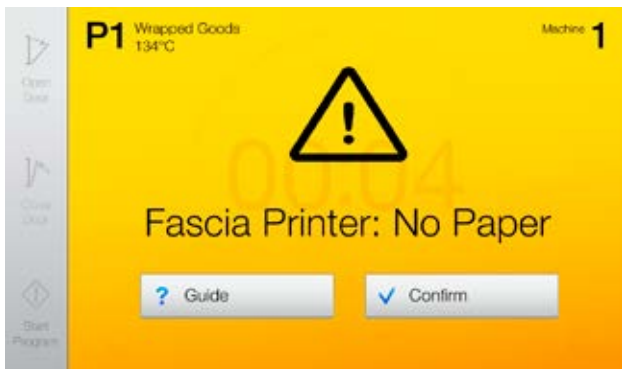 P1 Wrapped Goods
134°C
Machine 1
Open
Door
Close
Door
Start
Program
00:04
!
Fascia Printer: No Paper
? Guide
Confirm